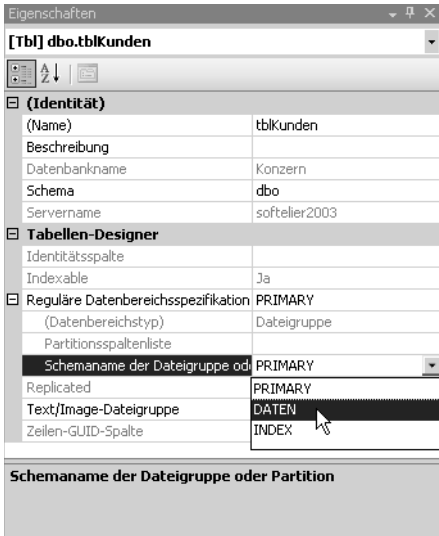 Eigenschaften
[Tbl] dbo.tblKunden
(Identität)
(Name) tblKunden
Beschreibung
Datenbankname Konzern
Schema dbo
Servername softelier2003
Tabellen-Designer
Identitätsspalte
Indexable Ja
Reguläre Datenbereichsspezifikation PRIMARY
(Datenbereichstyp) Dateigruppe
Partitionsspaltenliste
Schemaname der Dateigruppe od PRIMARY
Replicated PRIMARY
Text/Image-Dateigruppe DATEN
Zeilen-GUID-Spalte INDEX
Schemaname der Dateigruppe oder Partition